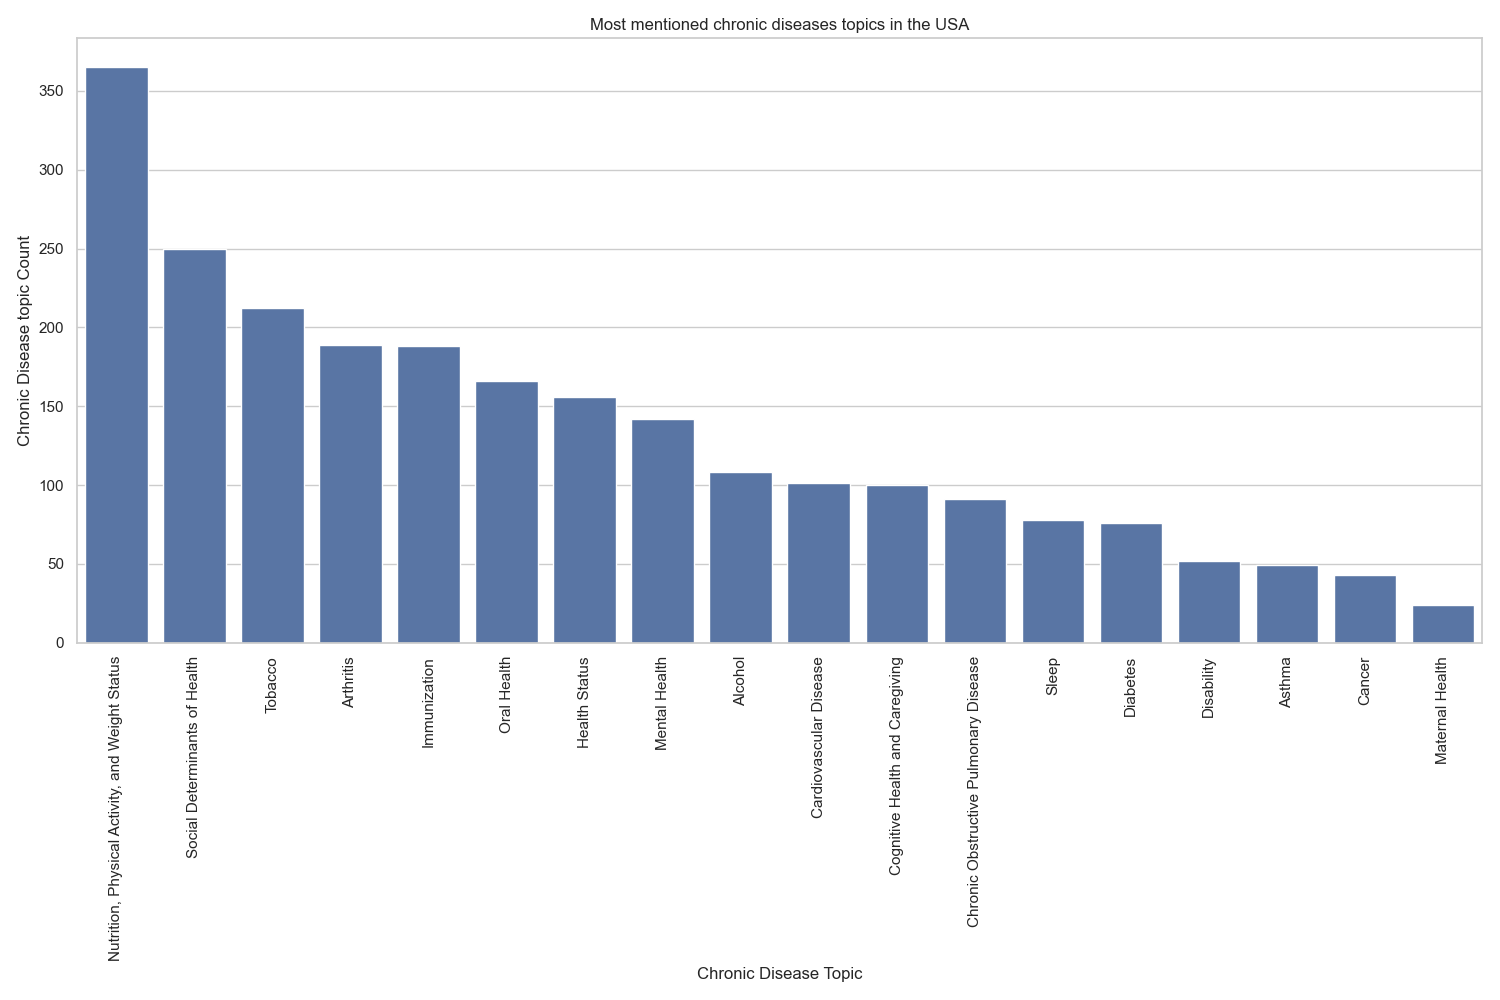 Most mentioned chronic diseases topics in the USA
Chronic Disease topic Count
350
300
250
200
150
100
50
0
Nutrition, Physical Activity, and Weight Status
Social Determinants of Health
Tobacco
Arthritis
Immunization
Oral Health
Health Status
Mental Health
Alcohol
Cardiovascular Disease
Cognitive Health and Caregiving
Chronic Obstructive Pulmonary Disease
Sleep
Diabetes
Disability
Asthma
Cancer
Maternal Health
Chronic Disease Topic